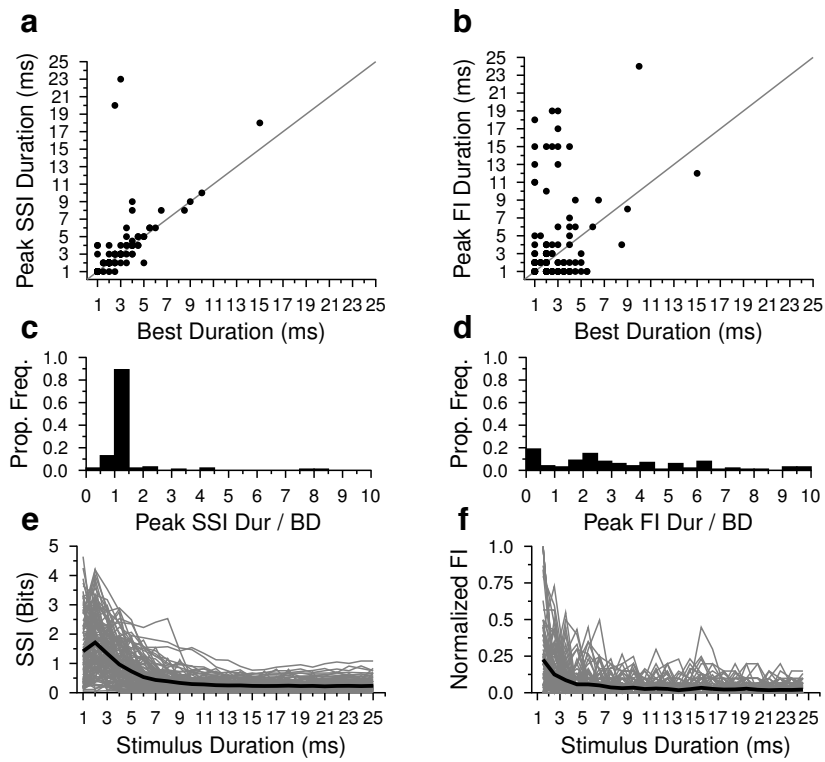 a
b
Peak SSI Duration (ms)
25
23
21
19
17
15
13
11
9
7
5
3
1
1 3 5 7 9 11 13 15 17 19 21 23 25
Best Duration (ms)
Peak FI Duration (ms)
25
23
21
19
17
15
13
11
9
7
5
3
1
1 3 5 7 9 11 13 15 17 19 21 23 25
Best Duration (ms)
c
d
Prop. Freq.
1.0
0.8
0.6
0.4
0.2
0.0
0 1 2 3 4 5 6 7 8 9 10
Peak SSI Dur / BD
Prop. Freq.
1.0
0.8
0.6
0.4
0.2
0.0
0 1 2 3 4 5 6 7 8 9 10
Peak FI Dur / BD
e
f
SSI (Bits)
5
4
3
2
1
0
1 3 5 7 9 11 13 15 17 19 21 23 25
Stimulus Duration (ms)
Normalized FI
1.0
0.75
0.50
0.25
0.0
1 3 5 7 9 11 13 15 17 19 21 23 25
Stimulus Duration (ms)